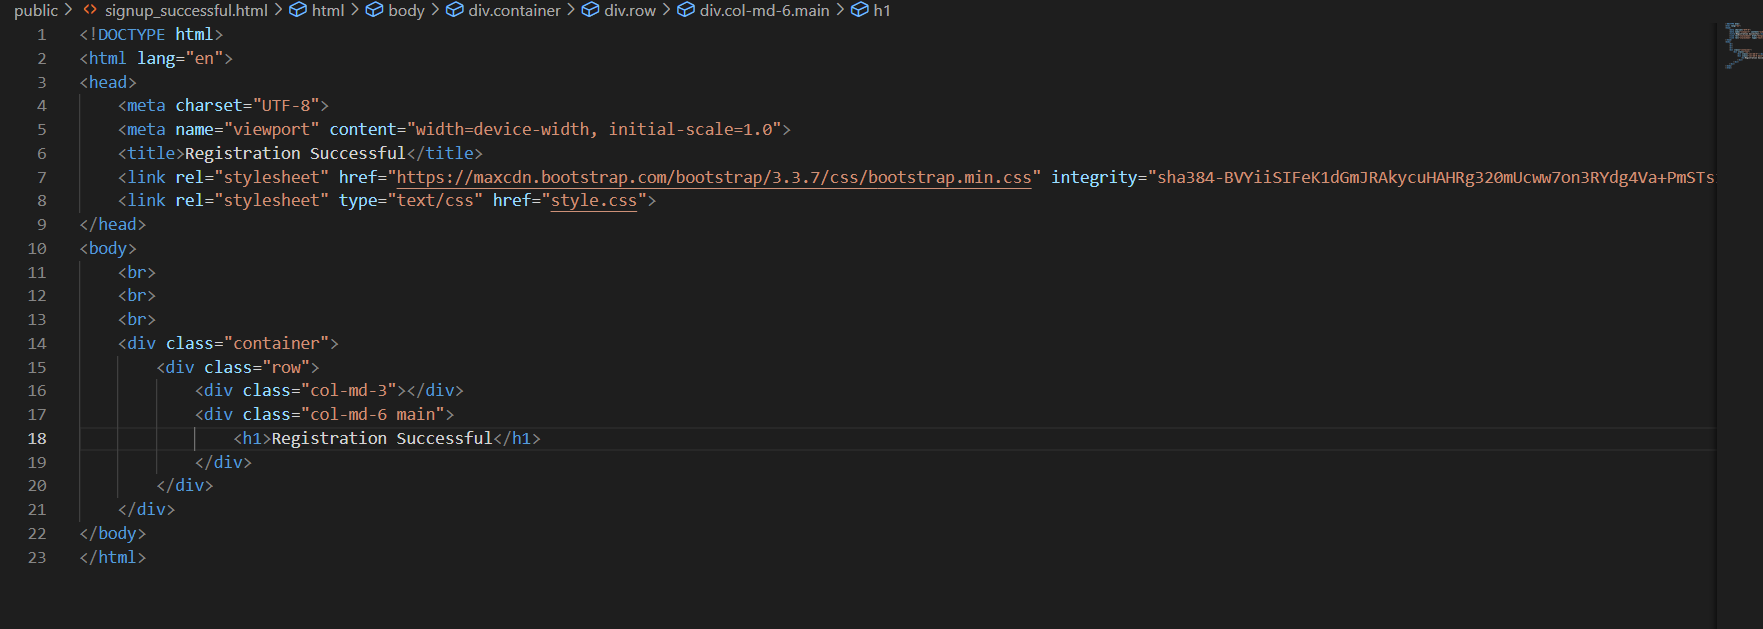 public > <> signup_successful.html > html > body > div.container > div.row > div.col-md-6.main > h1
1 <!DOCTYPE html>
2 <html lang="en">
3 <head>
4 <meta charset="UTF-8">
5 <meta name="viewport" content="width=device-width, initial-scale=1.0">
6 <title>Registration Successful</title>
7 <link rel="stylesheet" href="https://maxcdn.bootstrap.com/bootstrap/3.3.7/css/bootstrap.min.css" integrity="sha384-BVYiiSIFeK1dGmJRAkycuHAHRg320mUcww7on3RYdg4Va+PmSTs
8 <link rel="stylesheet" type="text/css" href="style.css">
9 </head>
10 <body>
11 <br>
12 <br>
13 <br>
14 <div class="container">
15 <div class="row">
16 <div class="col-md-3"></div>
17 <div class="col-md-6 main">
18 <h1>Registration Successful</h1>
19 </div>
20 </div>
21 </div>
22 </body>
23 </html>